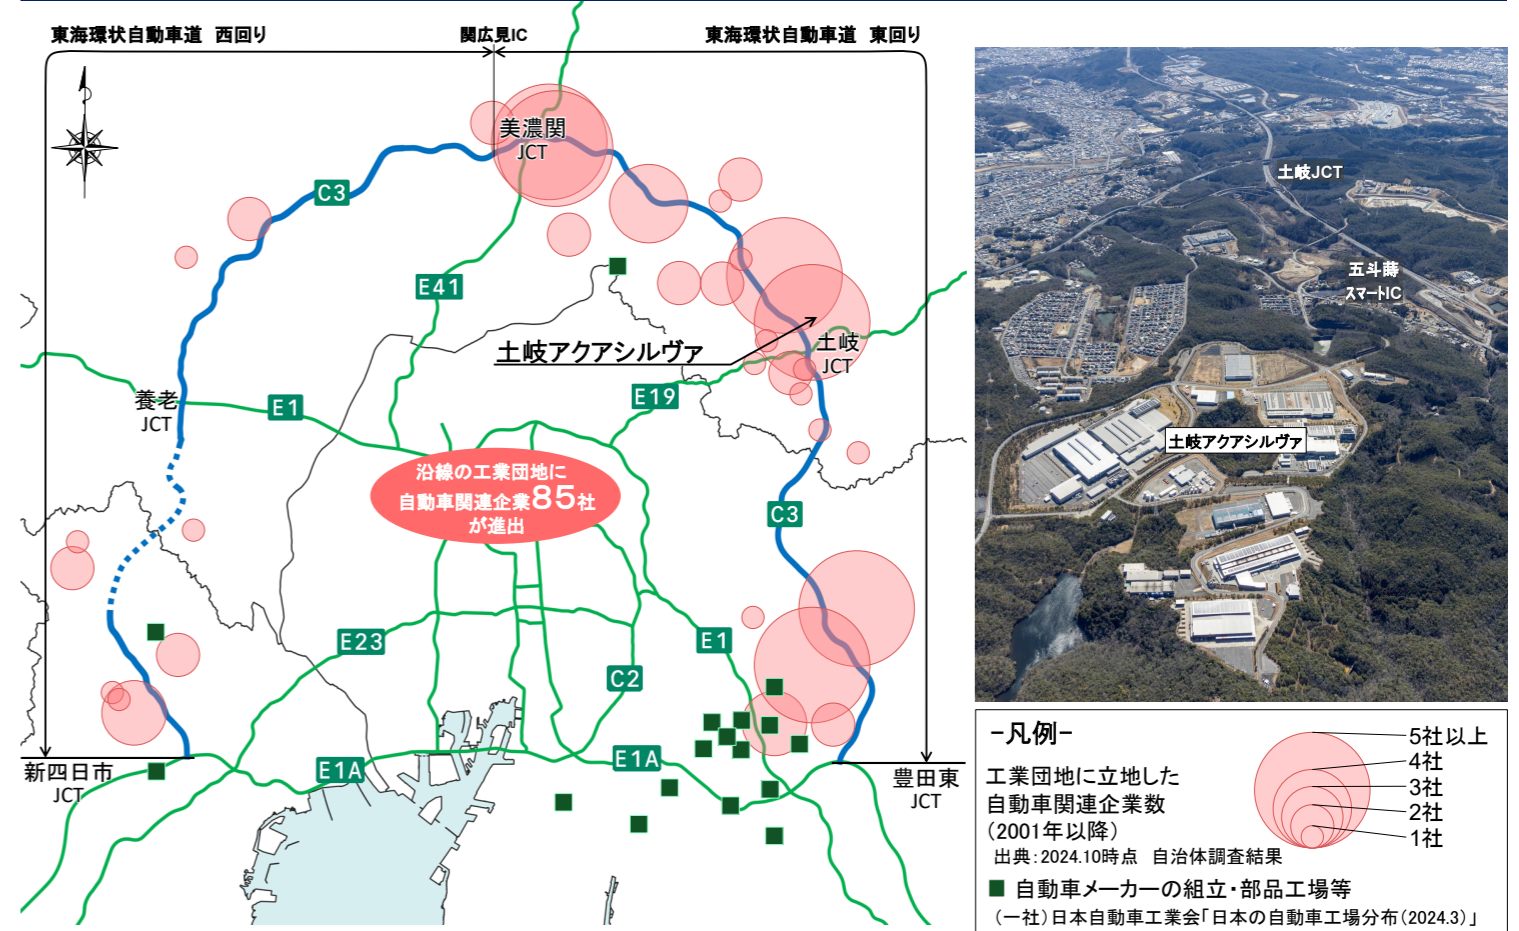 東海環状自動車道 西回り
関広見IC
東海環状自動車道 東回り
美濃関
JCT
C3
E41
土岐アクアシルヴァ
土岐
JCT
養老
JCT
E1
E19
沿線の工業団地に
自動車関連企業85社
が進出
C3
E23
E1
C2
E1A
E1A
新四日市
JCT
豊田東
JCT
土岐JCT
五斗蒔
スマートIC
土岐アクアシルヴァ
-凡例-
工業団地に立地した
自動車関連企業数
(2001年以降)
出典:2024.10時点 自治体調査結果
5社以上
4社
3社
2社
1社
自動車メーカーの組立・部品工場等
(一社)日本自動車工業会「日本の自動車工場分布(2024.3)」